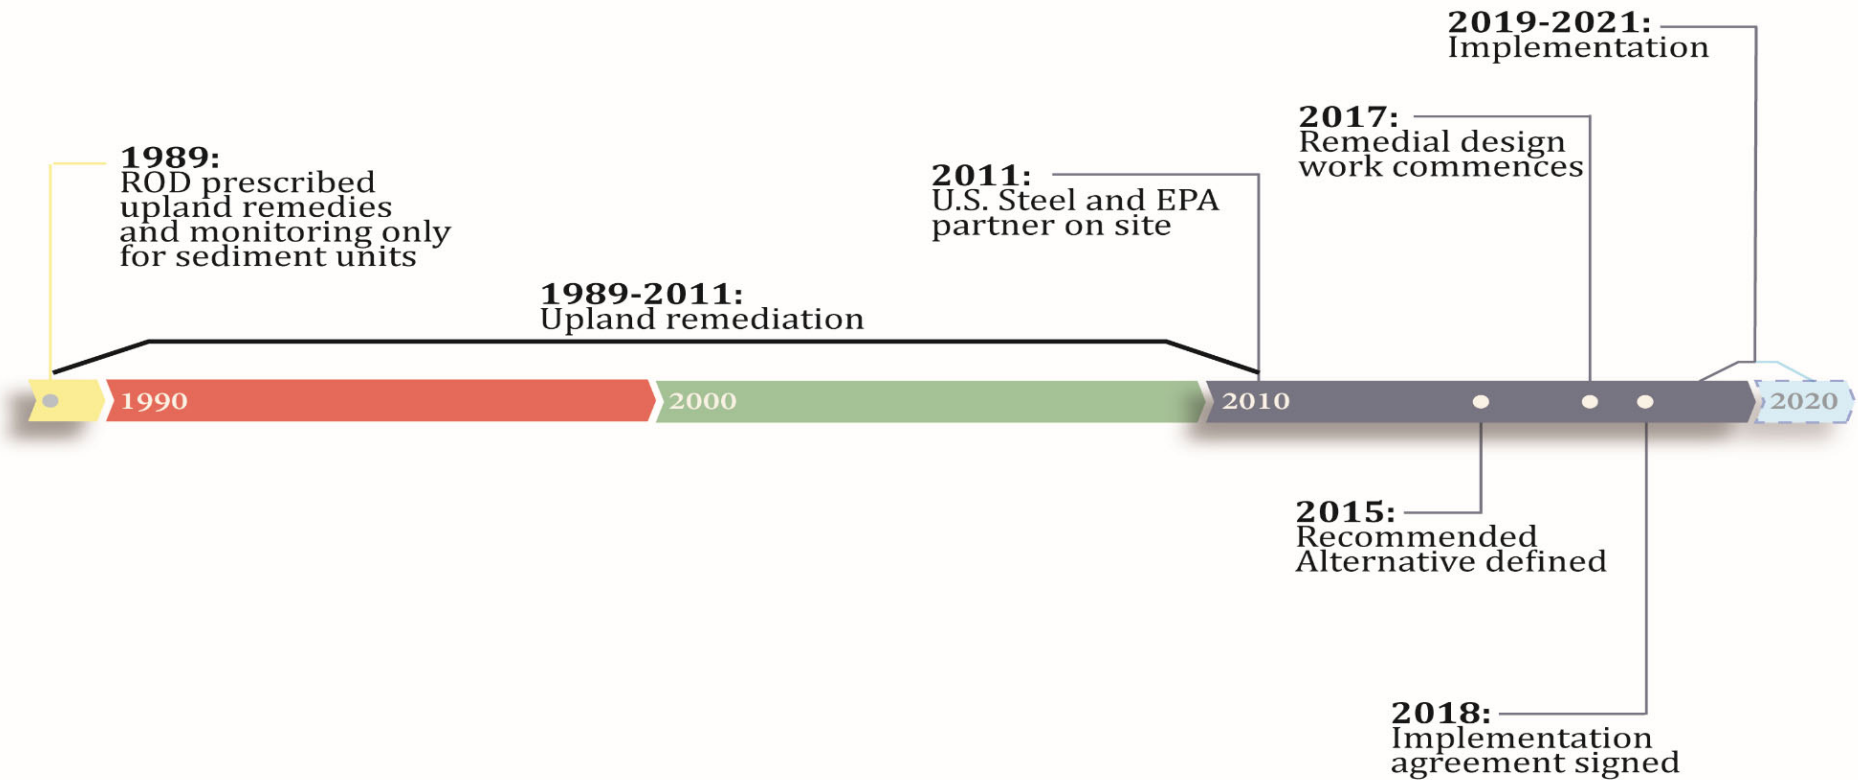 2019-2021:
Implementation
2017:
Remedial design
work commences
1989:
ROD prescribed
upland remedies
and monitoring only
for sediment units
2011:
U.S. Steel and EPA
partner on site
1989-2011:
Upland remediation
1990
2000
2010
2020
2015:
Recommended
Alternative defined
2018:
Implementation
agreement signed